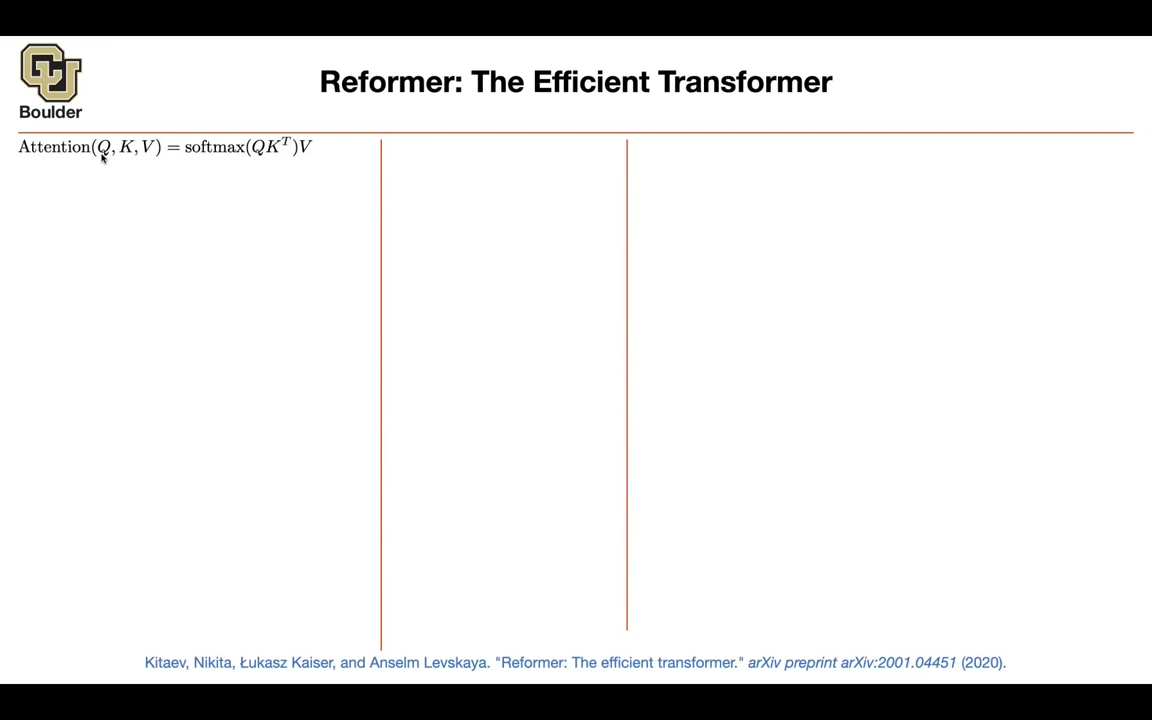 Boulder
Reformer: The Efficient Transformer
Attention(Q, K, V) = softmax(QK^T)V
Kitaev, Nikita, Łukasz Kaiser, and Anselm Levskaya. "Reformer: The efficient transformer." arXiv preprint arXiv:2001.04451 (2020).